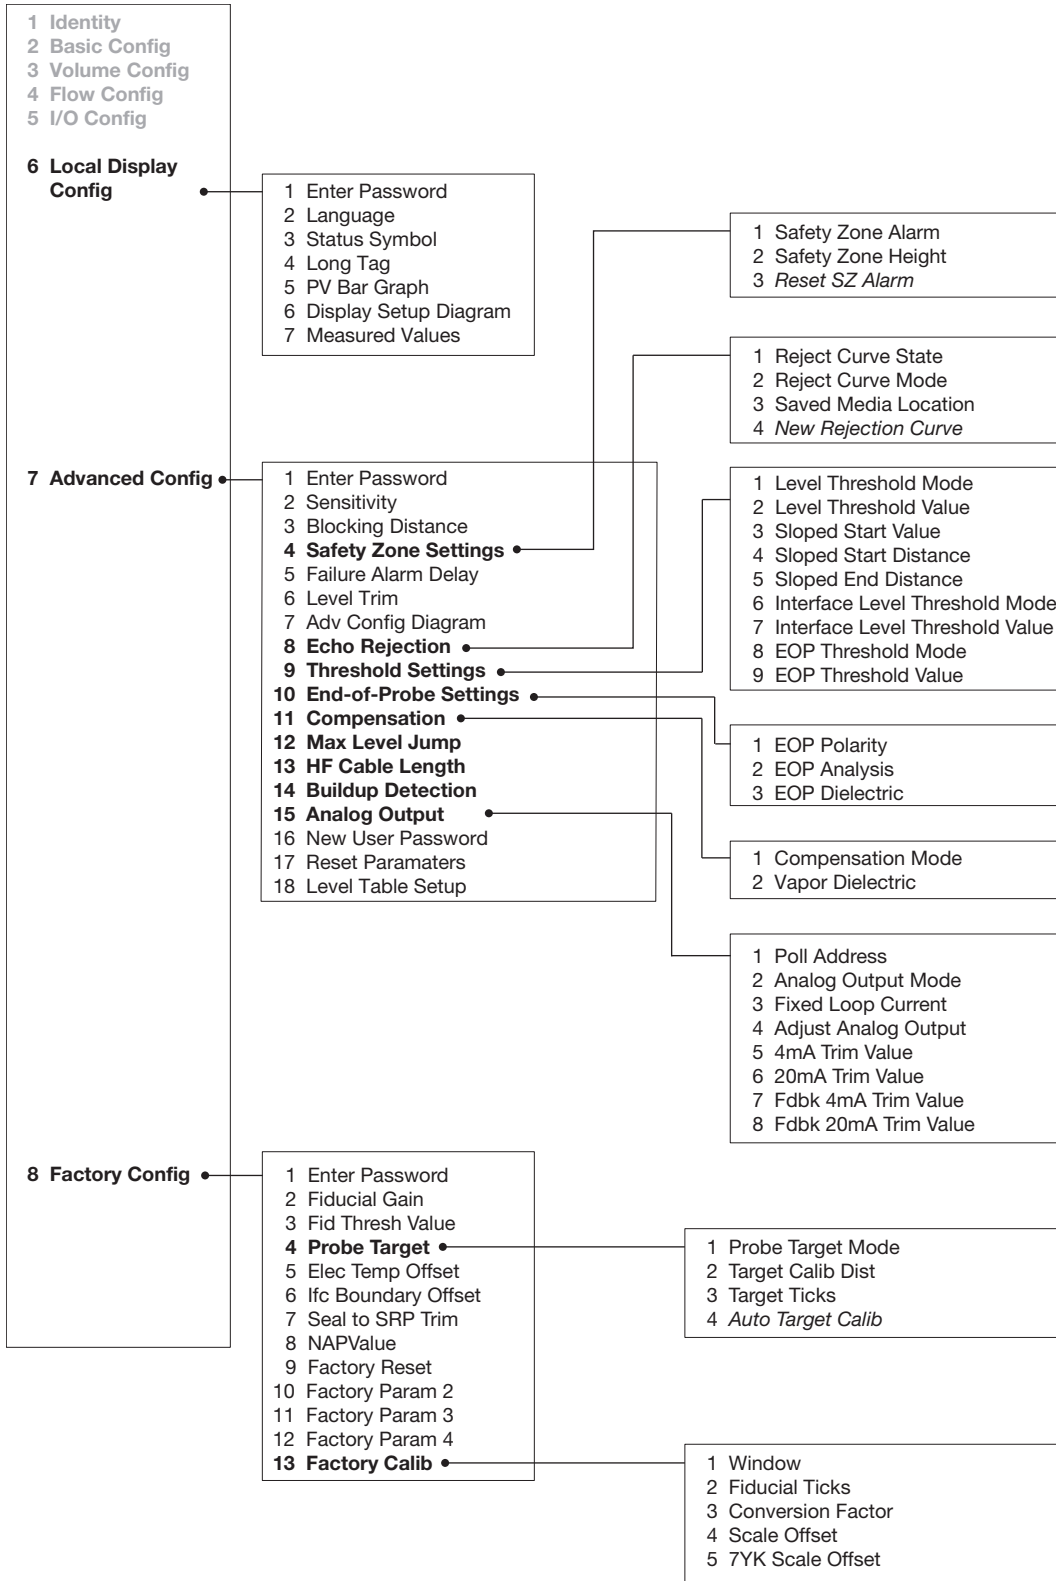 1 Identity
2 Basic Config
3 Volume Config
4 Flow Config
5 I/O Config
6 Local Display
Config
1 Enter Password
2 Language
3 Status Symbol
4 Long Tag
5 PV Bar Graph
6 Display Setup Diagram
7 Measured Values
7 Advanced Config
1 Enter Password
2 Sensitivity
3 Blocking Distance
4 Safety Zone Settings
5 Failure Alarm Delay
6 Level Trim
7 Adv Config Diagram
8 Echo Rejection
9 Threshold Settings
10 End-of-Probe Settings
11 Compensation
12 Max Level Jump
13 HF Cable Length
14 Buildup Detection
15 Analog Output
16 New User Password
17 Reset Paramaters
18 Level Table Setup
1 Safety Zone Alarm
2 Safety Zone Height
3 Reset SZ Alarm
1 Reject Curve State
2 Reject Curve Mode
3 Saved Media Location
4 New Rejection Curve
1 Level Threshold Mode
2 Level Threshold Value
3 Sloped Start Value
4 Sloped Start Distance
5 Sloped End Distance
6 Interface Level Threshold Mode
7 Interface Level Threshold Value
8 EOP Threshold Mode
9 EOP Threshold Value
1 EOP Polarity
2 EOP Analysis
3 EOP Dielectric
1 Compensation Mode
2 Vapor Dielectric
1 Poll Address
2 Analog Output Mode
3 Fixed Loop Current
4 Adjust Analog Output
5 4mA Trim Value
6 20mA Trim Value
7 Fdbk 4mA Trim Value
8 Fdbk 20mA Trim Value
8 Factory Config
1 Enter Password
2 Fiducial Gain
3 Fid Thresh Value
4 Probe Target
5 Elec Temp Offset
6 Ifc Boundary Offset
7 Seal to SRP Trim
8 NAPValue
9 Factory Reset
10 Factory Param 2
11 Factory Param 3
12 Factory Param 4
13 Factory Calib
1 Probe Target Mode
2 Target Calib Dist
3 Target Ticks
4 Auto Target Calib
1 Window
2 Fiducial Ticks
3 Conversion Factor
4 Scale Offset
5 7YK Scale Offset